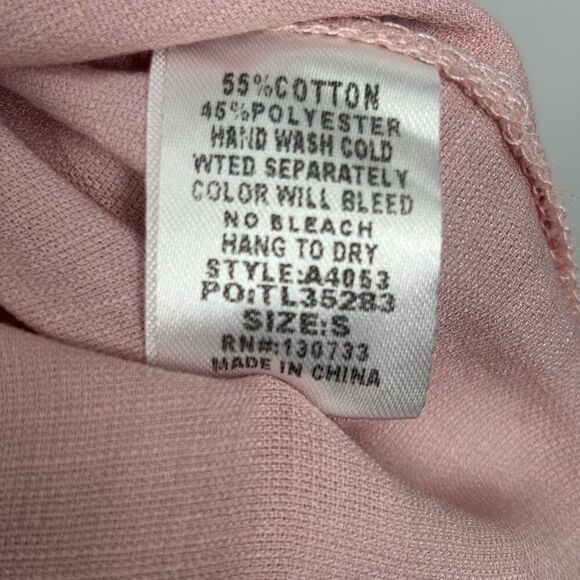 55%COTTON
45%POLYESTER
HAND WASH COLD
WTED SEPARATELY
COLOR WILL BLEED
NO BLEACH
HANG TO DRY
STYLE:A4053
PO:TL35283
SIZE:S
RN#:130733
MADE IN CHINA